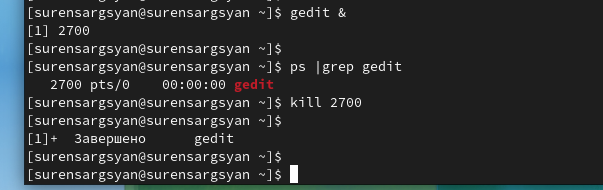 [surensargsyan@surensargsyan ~]$ gedit &
[1] 2700
[surensargsyan@surensargsyan ~]$
[surensargsyan@surensargsyan ~]$ ps |grep gedit
   2700 pts/0    00:00:00 gedit
[surensargsyan@surensargsyan ~]$ kill 2700
[surensargsyan@surensargsyan ~]$
[1]+  Завершено      gedit
[surensargsyan@surensargsyan ~]$
[surensargsyan@surensargsyan ~]$